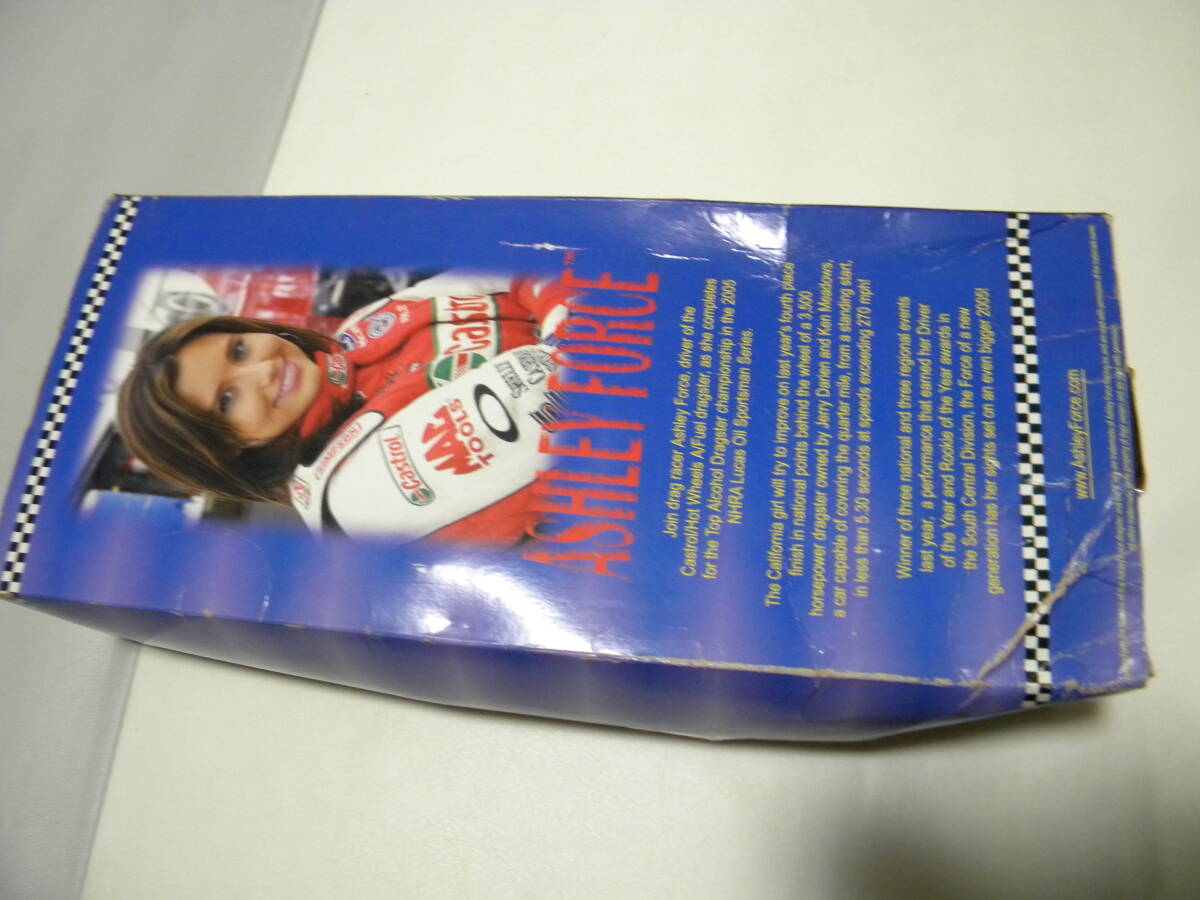 Castrol
MAC
TOOLS
Castrol
ASHLEY FORCE™
Join drag racer Ashley Force driver of the
Castrol/Hot Wheels A/Fuel dragster, as she completes
for the Top Alcohol Dragster championship in the 2005
NHRA Lucas Oil Sportsman Series.
The California girl will try to improve on last year's fourth place
finish in national points behind the wheel of a 3,500
horsepower dragster owned by Jerry Darien and Ken Meadows,
a car capable of covering the quarter mile, from a standing start,
in less than 5.30 seconds at speeds exceeding 270 mph!
Winner of three national and three regional events
last year, a performance that earned her Driver
of the Year and Rookie of the Year awards in
the South Central Division, the Force of a new
generation has her sights set on an even bigger 2005!
www.AshleyForce.com